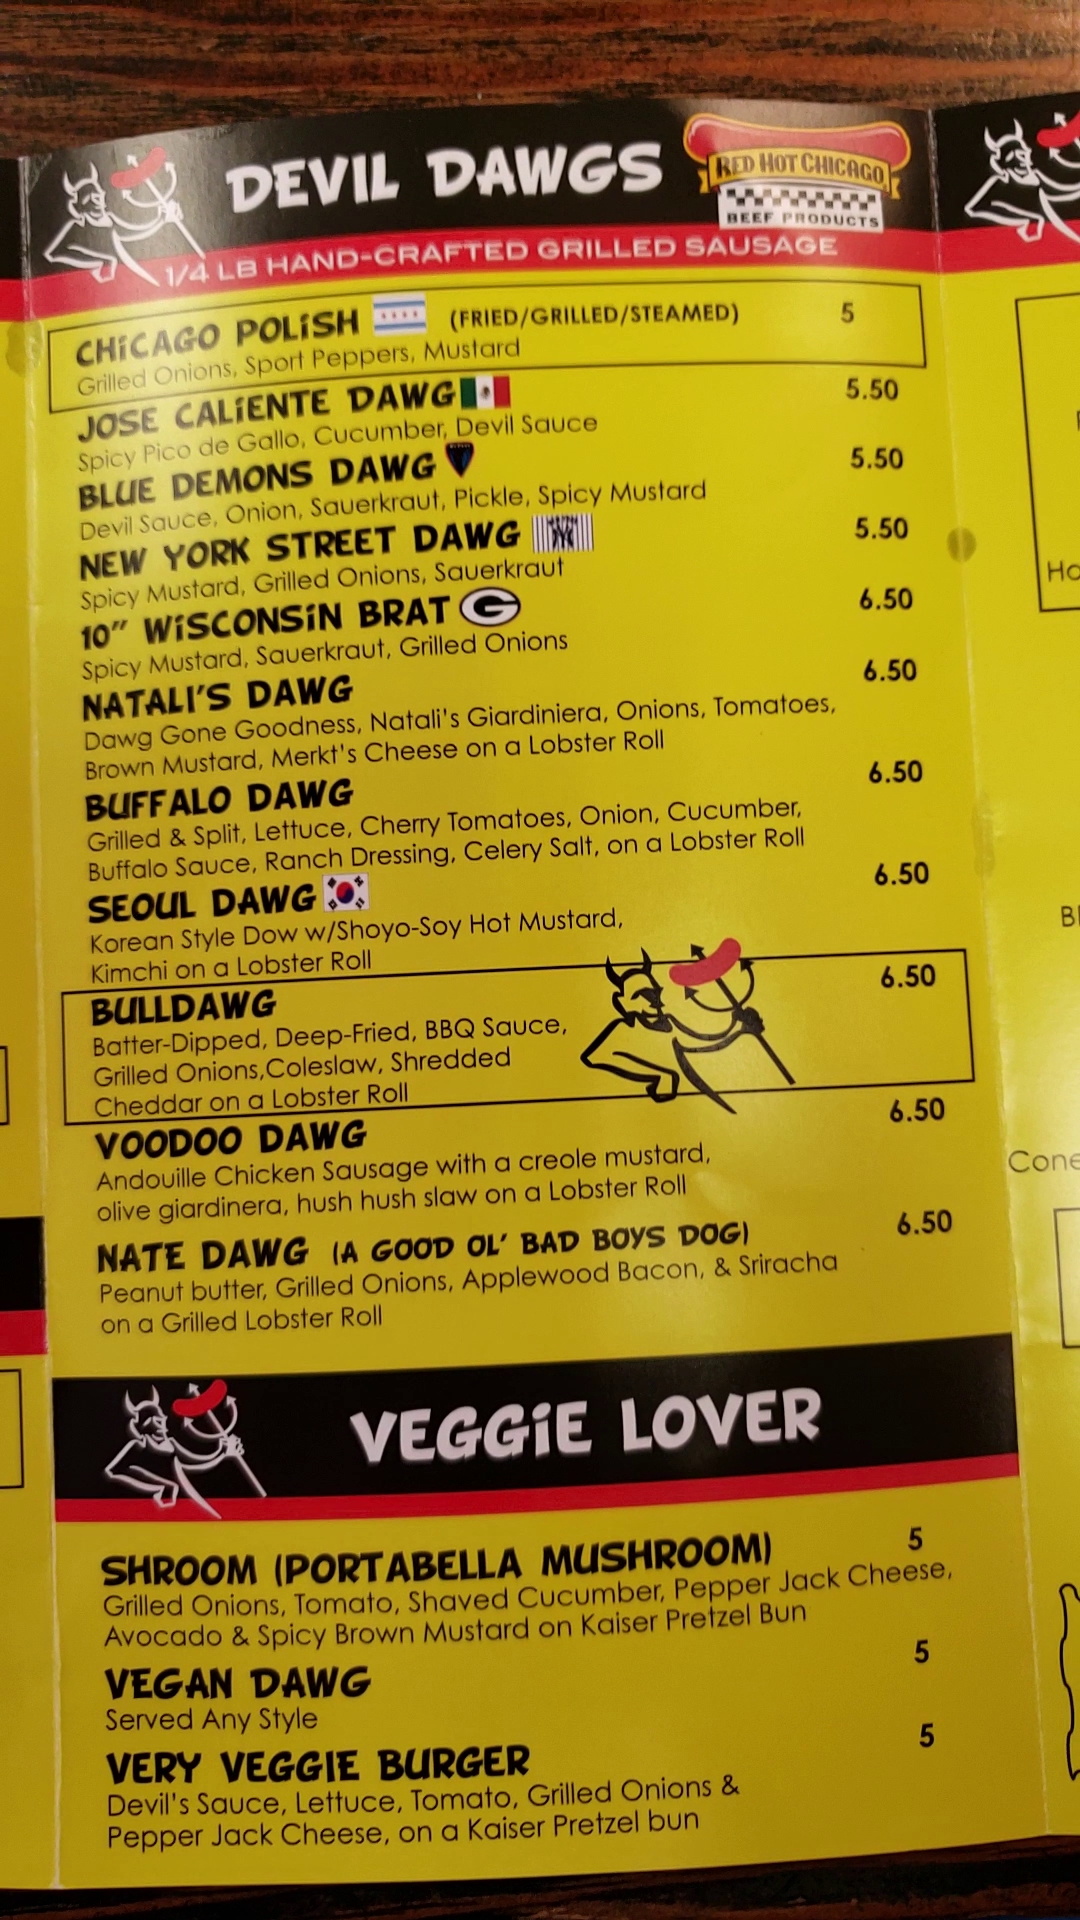 DEVIL DAWGS
RED HOT CHICAGO
BEEF PRODUCTS
1/4 LB HAND-CRAFTED GRILLED SAUSAGE
CHiCAGO POLiSH (FRIED/GRILLED/STEAMED) 5
Grilled Onions, Sport Peppers, Mustard
JOSE CALiENTE DAWG 5.50
Spicy Pico de Gallo, Cucumber, Devil Sauce
BLUE DEMONS DAWG 5.50
Devil Sauce, Onion, Sauerkraut, Pickle, Spicy Mustard
NEW YORK STREET DAWG 5.50
Spicy Mustard, Grilled Onions, Sauerkraut
10" WiSCONSiN BRAT G 6.50
Spicy Mustard, Sauerkraut, Grilled Onions
NATALI'S DAWG 6.50
Dawg Gone Goodness, Natali's Giardiniera, Onions, Tomatoes,
Brown Mustard, Merkt's Cheese on a Lobster Roll
BUFFALO DAWG 6.50
Grilled & Split, Lettuce, Cherry Tomatoes, Onion, Cucumber,
Buffalo Sauce, Ranch Dressing, Celery Salt, on a Lobster Roll
SEOUL DAWG 6.50
Korean Style Dow w/Shoyo-Soy Hot Mustard,
Kimchi on a Lobster Roll
BULLDAWG 6.50
Batter-Dipped, Deep-Fried, BBQ Sauce,
Grilled Onions,Coleslaw, Shredded
Cheddar on a Lobster Roll
VOODOO DAWG 6.50
Andouille Chicken Sausage with a creole mustard,
olive giardinera, hush hush slaw on a Lobster Roll
NATE DAWG (A GOOD OL' BAD BOYS DOG) 6.50
Peanut butter, Grilled Onions, Applewood Bacon, & Sriracha
on a Grilled Lobster Roll
VEGGiE LOVER
SHROOM (PORTABELLA MUSHROOM) 5
Grilled Onions, Tomato, Shaved Cucumber, Pepper Jack Cheese,
Avocado & Spicy Brown Mustard on Kaiser Pretzel Bun
VEGAN DAWG 5
Served Any Style
VERY VEGGIE BURGER 5
Devil's Sauce, Lettuce, Tomato, Grilled Onions &
Pepper Jack Cheese, on a Kaiser Pretzel bun